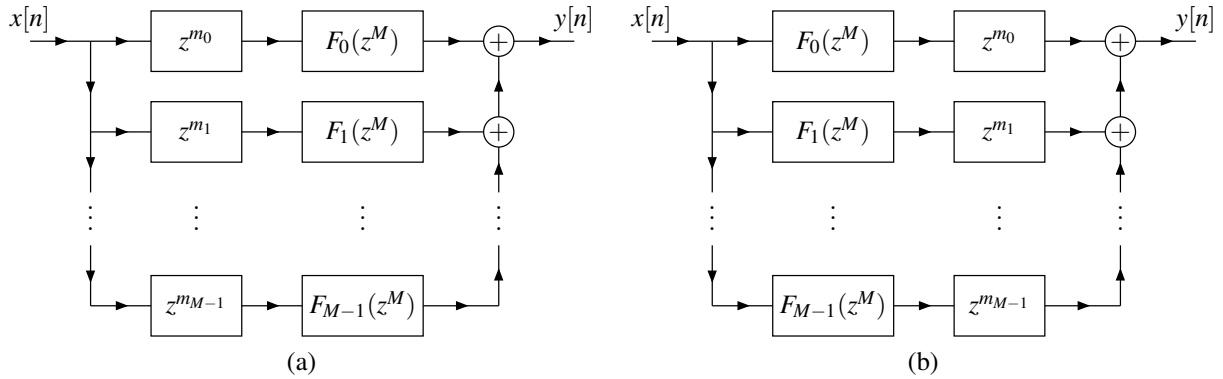 x[n] z^{m_0} F_0(z^M) + y[n]
z^{m_1} F_1(z^M) +
⋮ ⋮ ⋮ ⋮
z^{m_{M−1}} F_{M−1}(z^M)
(a)
x[n] F_0(z^M) z^{m_0} + y[n]
F_1(z^M) z^{m_1} +
⋮ ⋮ ⋮ ⋮
F_{M−1}(z^M) z^{m_{M−1}}
(b)